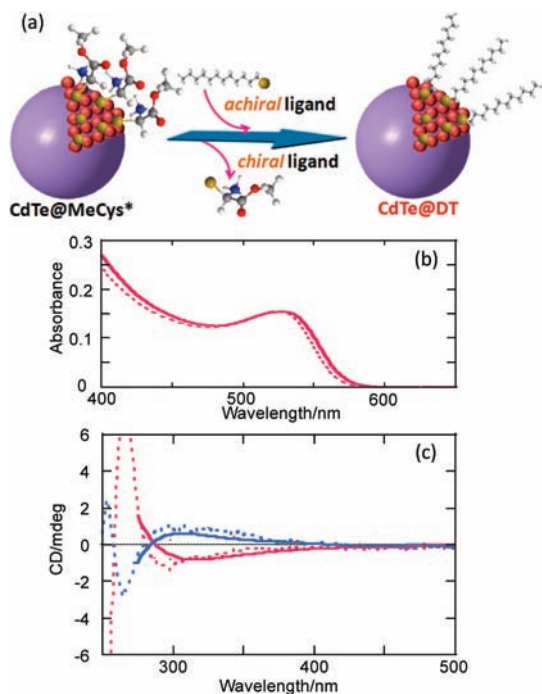 (a)
achiral ligand
chiral ligand
CdTe@MeCys*
CdTe@DT
(b)
0.3
0.2
0.1
0
Absorbance
400
500
600
Wavelength/nm
(c)
6
4
2
0
-2
-4
-6
CD/mdeg
300
400
500
Wavelength/nm